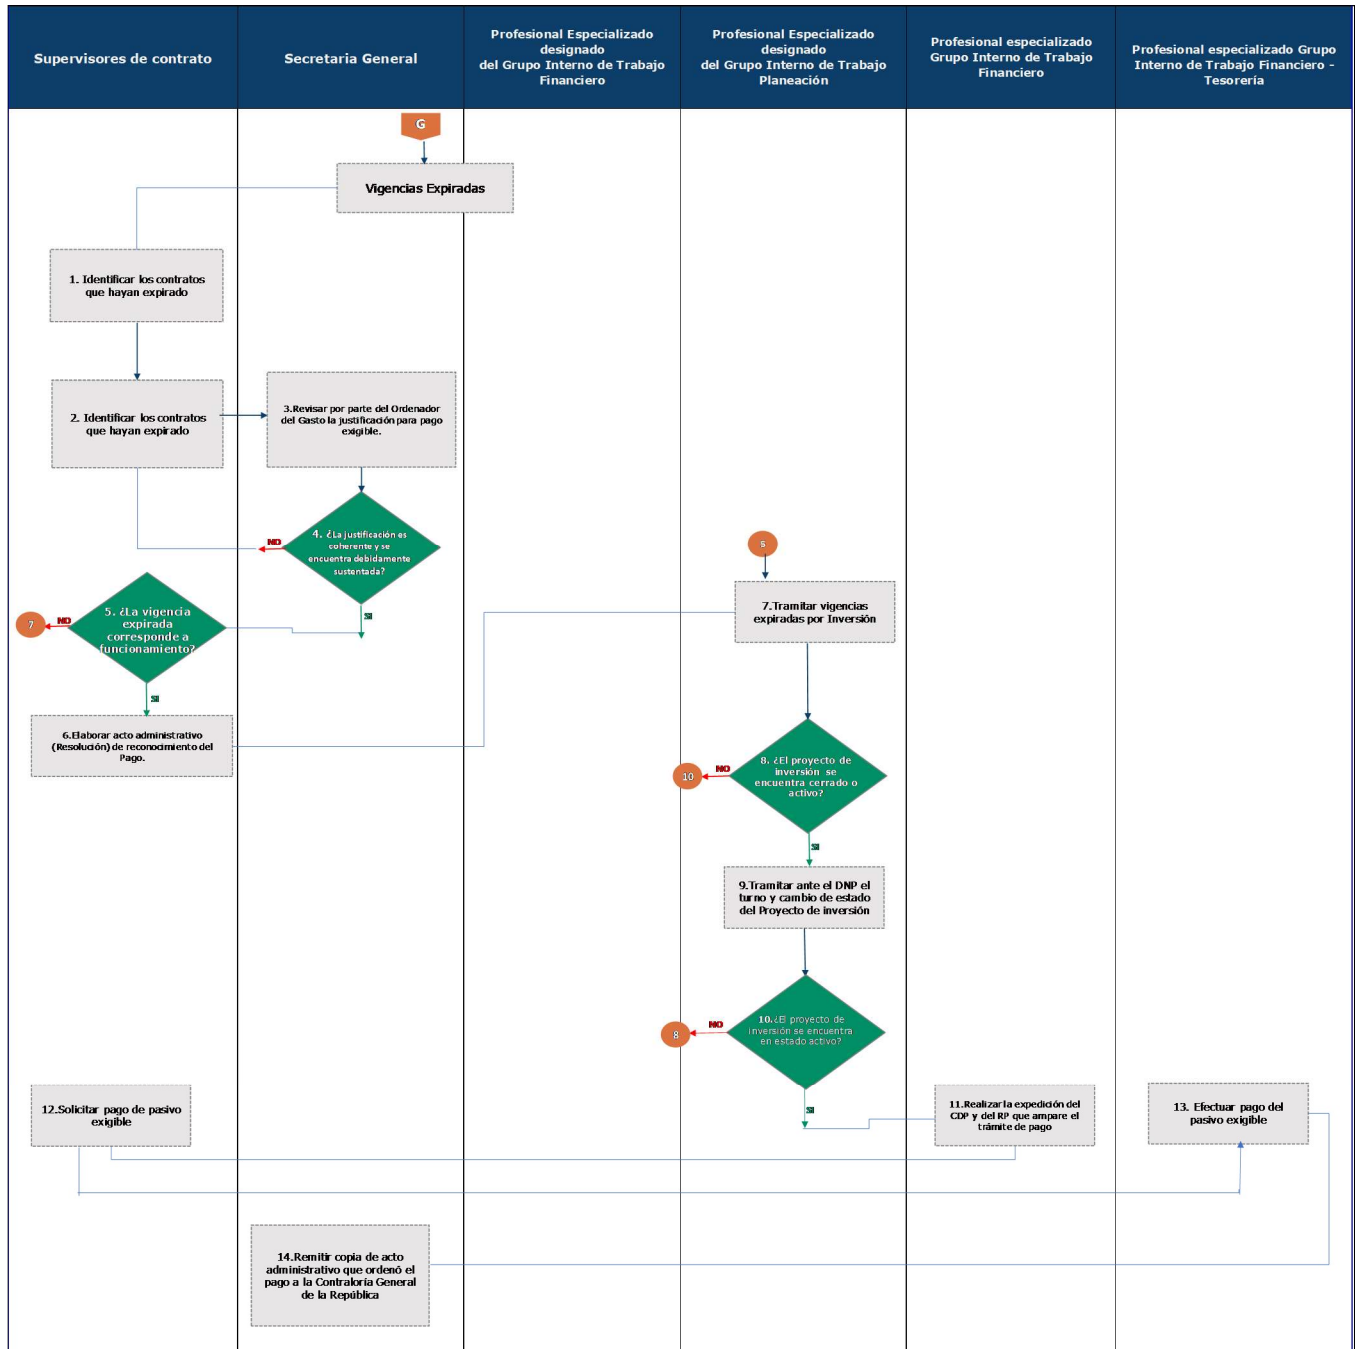 Supervisores de contrato
Secretaria General
Profesional Especializado
designado
del Grupo Interno de Trabajo
Financiero
Profesional Especializado
designado
del Grupo Interno de Trabajo
Planeación
Profesional especializado
Grupo Interno de Trabajo
Financiero
Profesional especializado Grupo
Interno de Trabajo Financiero -
Tesorería
G
Vigencias Expiradas
1. Identificar los contratos
que hayan expirado
2. Identificar los contratos
que hayan expirado
3.Revisar por parte del Ordenador
del Gasto la justificación para pago
exigible.
4. ¿La justificación es
coherente y se
encuentra debidamente
sustentada?
NO
SI
5. ¿La vigencia
expirada
corresponde a
funcionamiento?
NO
7
SI
6.Elaborar acto administrativo
(Resolución) de reconocimiento del
Pago.
5
7.Tramitar vigencias
expiradas por Inversión
8. ¿El proyecto de
inversión se
encuentra cerrado o
activo?
NO
10
SI
9.Tramitar ante el DNP el
turno y cambio de estado
del Proyecto de inversión
10.¿El proyecto de
inversión se encuentra
en estado activo?
NO
8
SI
11.Realizar la expedición del
CDP y del RP que ampare el
trámite de pago
12.Solicitar pago de pasivo
exigible
13. Efectuar pago del
pasivo exigible
14.Remitir copia de acto
administrativo que ordenó el
pago a la Contraloría General
de la República